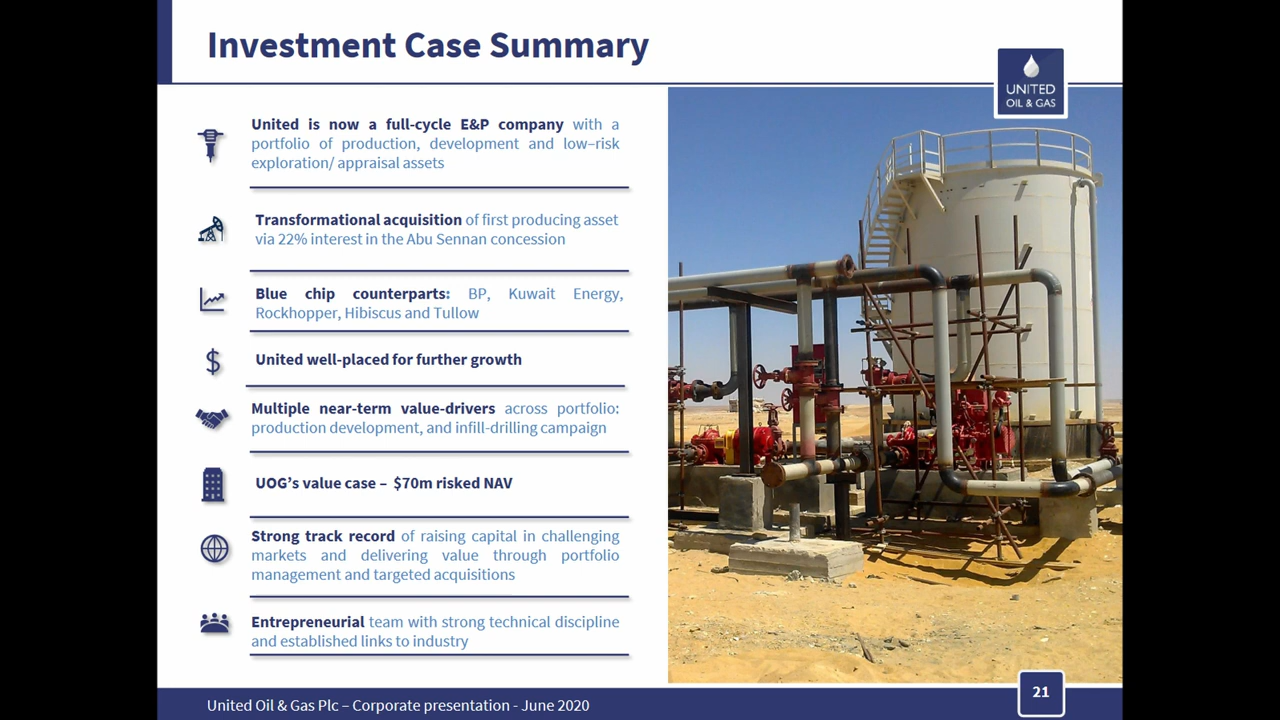 Investment Case Summary
UNITED
OIL & GAS
United is now a full-cycle E&P company with a
portfolio of production, development and low–risk
exploration/ appraisal assets
Transformational acquisition of first producing asset
via 22% interest in the Abu Sennan concession
Blue chip counterparts: BP, Kuwait Energy,
Rockhopper, Hibiscus and Tullow
United well-placed for further growth
Multiple near-term value-drivers across portfolio:
production development, and infill-drilling campaign
UOG’s value case – $70m risked NAV
Strong track record of raising capital in challenging
markets and delivering value through portfolio
management and targeted acquisitions
Entrepreneurial team with strong technical discipline
and established links to industry
United Oil & Gas Plc – Corporate presentation - June 2020
21